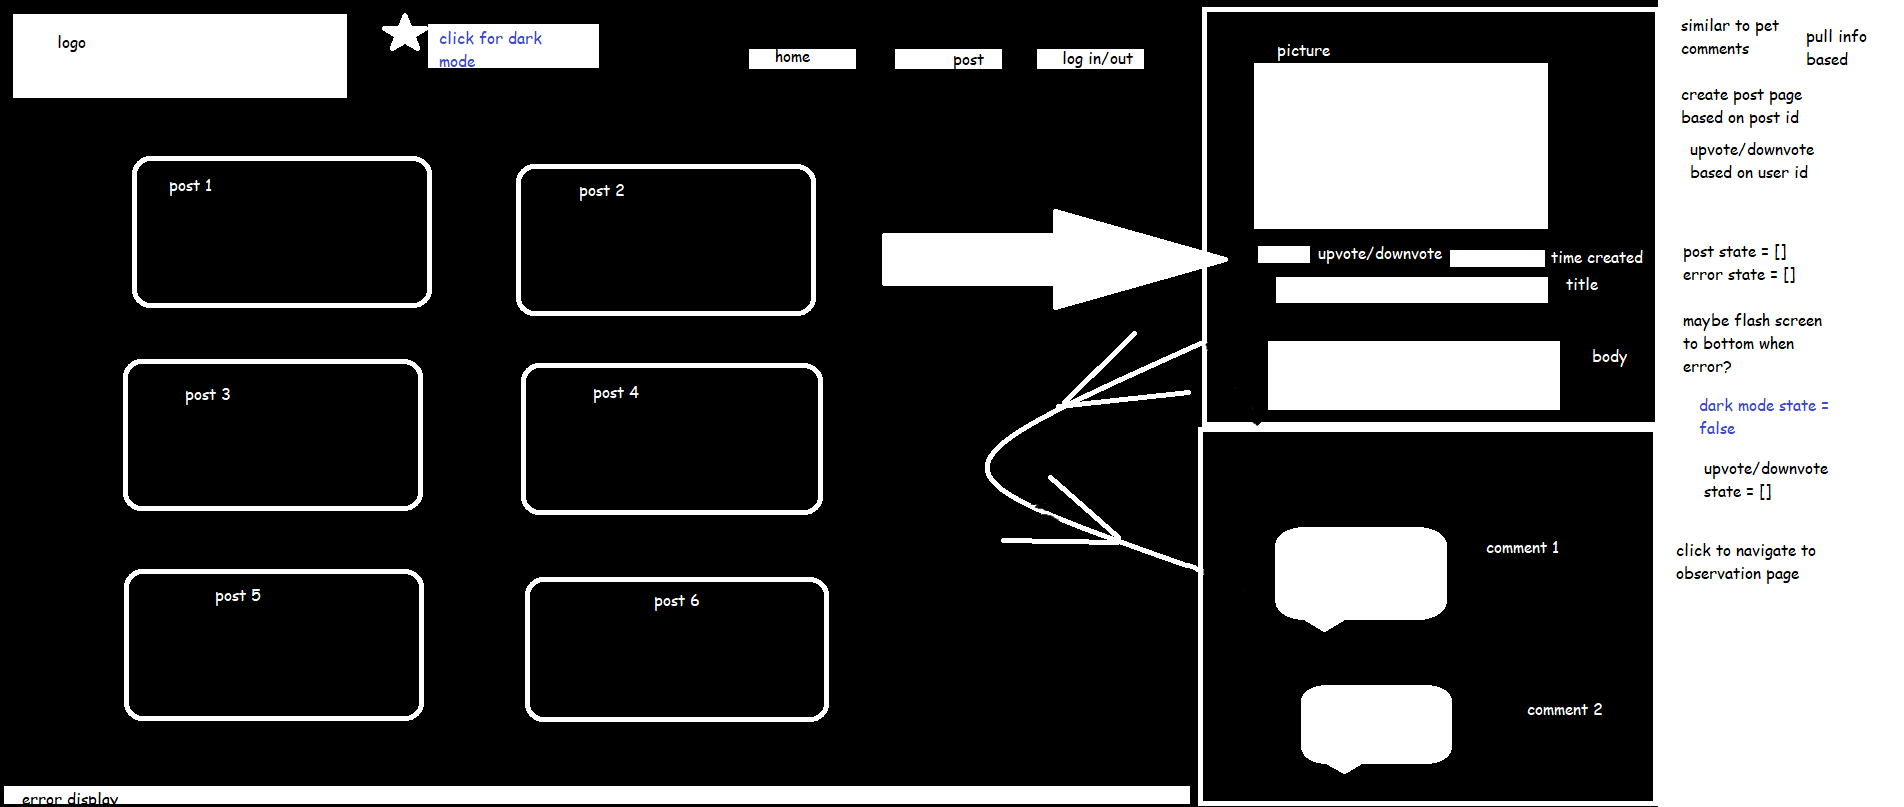 logo
click for dark
mode
home
post
log in/out
post 1
post 2
post 3
post 4
post 5
post 6
error display
picture
upvote/downvote
time created
title
body
comment 1
comment 2
similar to pet
comments
pull info
based
create post page
based on post id
upvote/downvote
based on user id
post state = []
error state = []
maybe flash screen
to bottom when
error?
dark mode state =
false
upvote/downvote
state = []
click to navigate to
observation page